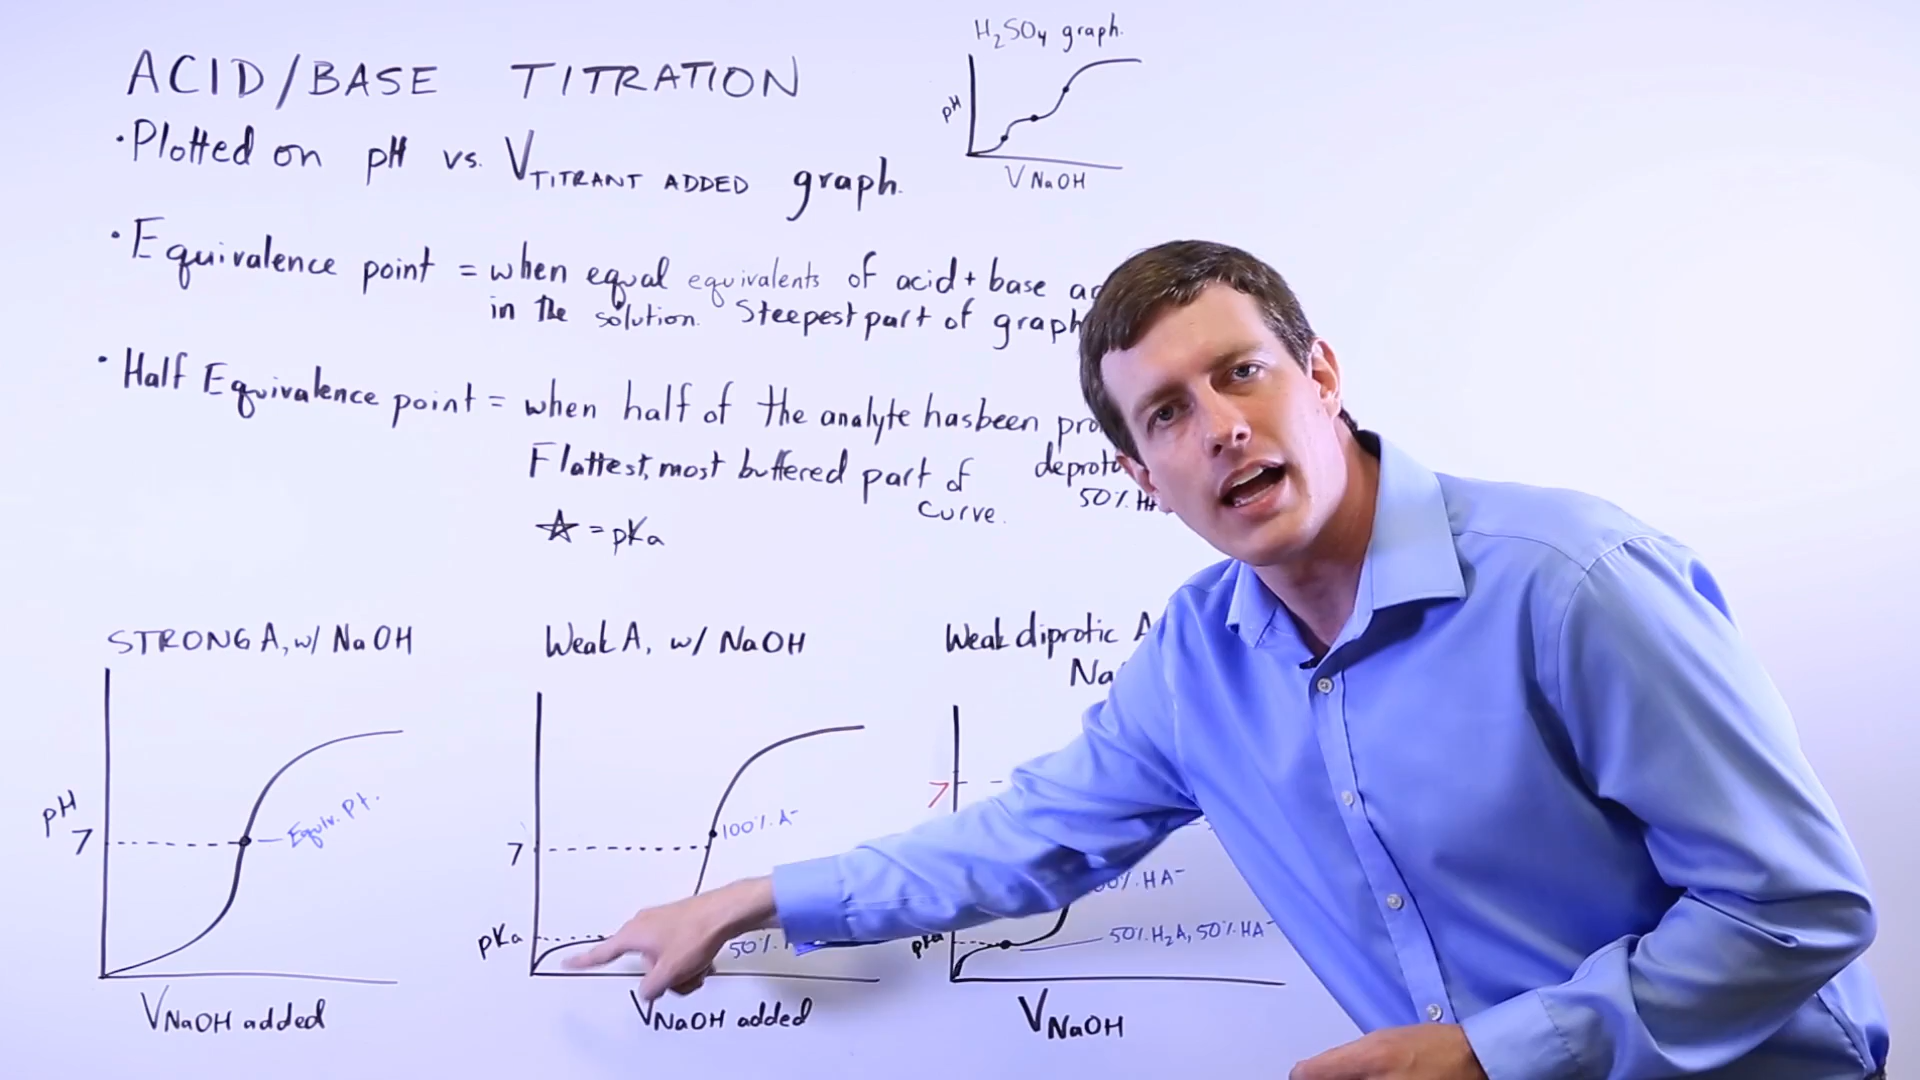 ACID/BASE TITRATION
• Plotted on pH vs. VTITRANT ADDED graph.
H2SO4 graph.
pH
V NaOH
• Equivalence point = when equal equivalents of acid + base
in the solution. Steepest part of graph
• Half Equivalence point = when half of the analyte has been
Flattest, most buffered part of
curve.
50%
☆ = pKa
STRONG A, w/ NaOH
pH
7
Equiv. Pt.
VNaOH added
Weak A, w/ NaOH
7
100% A-
pKa
50%
VNaOH added
Weak diprotic
7
% HA-
pKa
50% H2A, 50% HA-
VNaOH